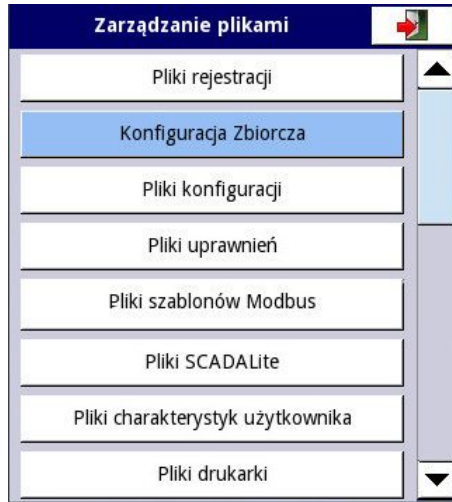 Zarządzanie plikami
Pliki rejestracji
Konfiguracja Zbiorcza
Pliki konfiguracji
Pliki uprawnień
Pliki szablonów Modbus
Pliki SCADALite
Pliki charakterystyk użytkownika
Pliki drukarki